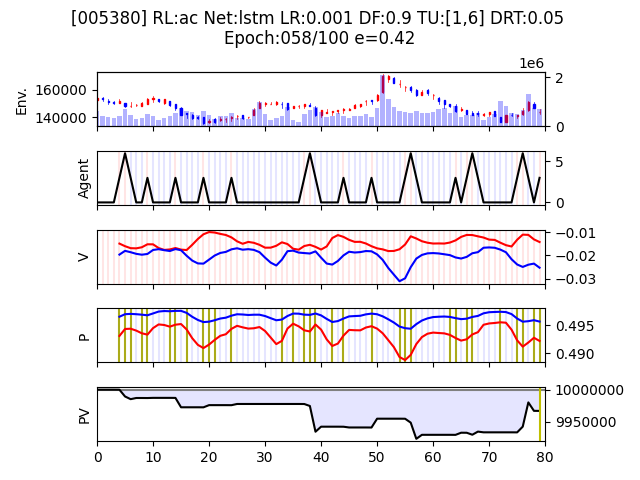 [005380] RL:ac Net:lstm LR:0.001 DF:0.9 TU:[1,6] DRT:0.05
Epoch:058/100 e=0.42
1e6
Env.
160000
140000
2
0
Agent
5
0
V
−0.01
−0.02
−0.03
P
0.495
0.490
PV
10000000
9950000
0 10 20 30 40 50 60 70 80